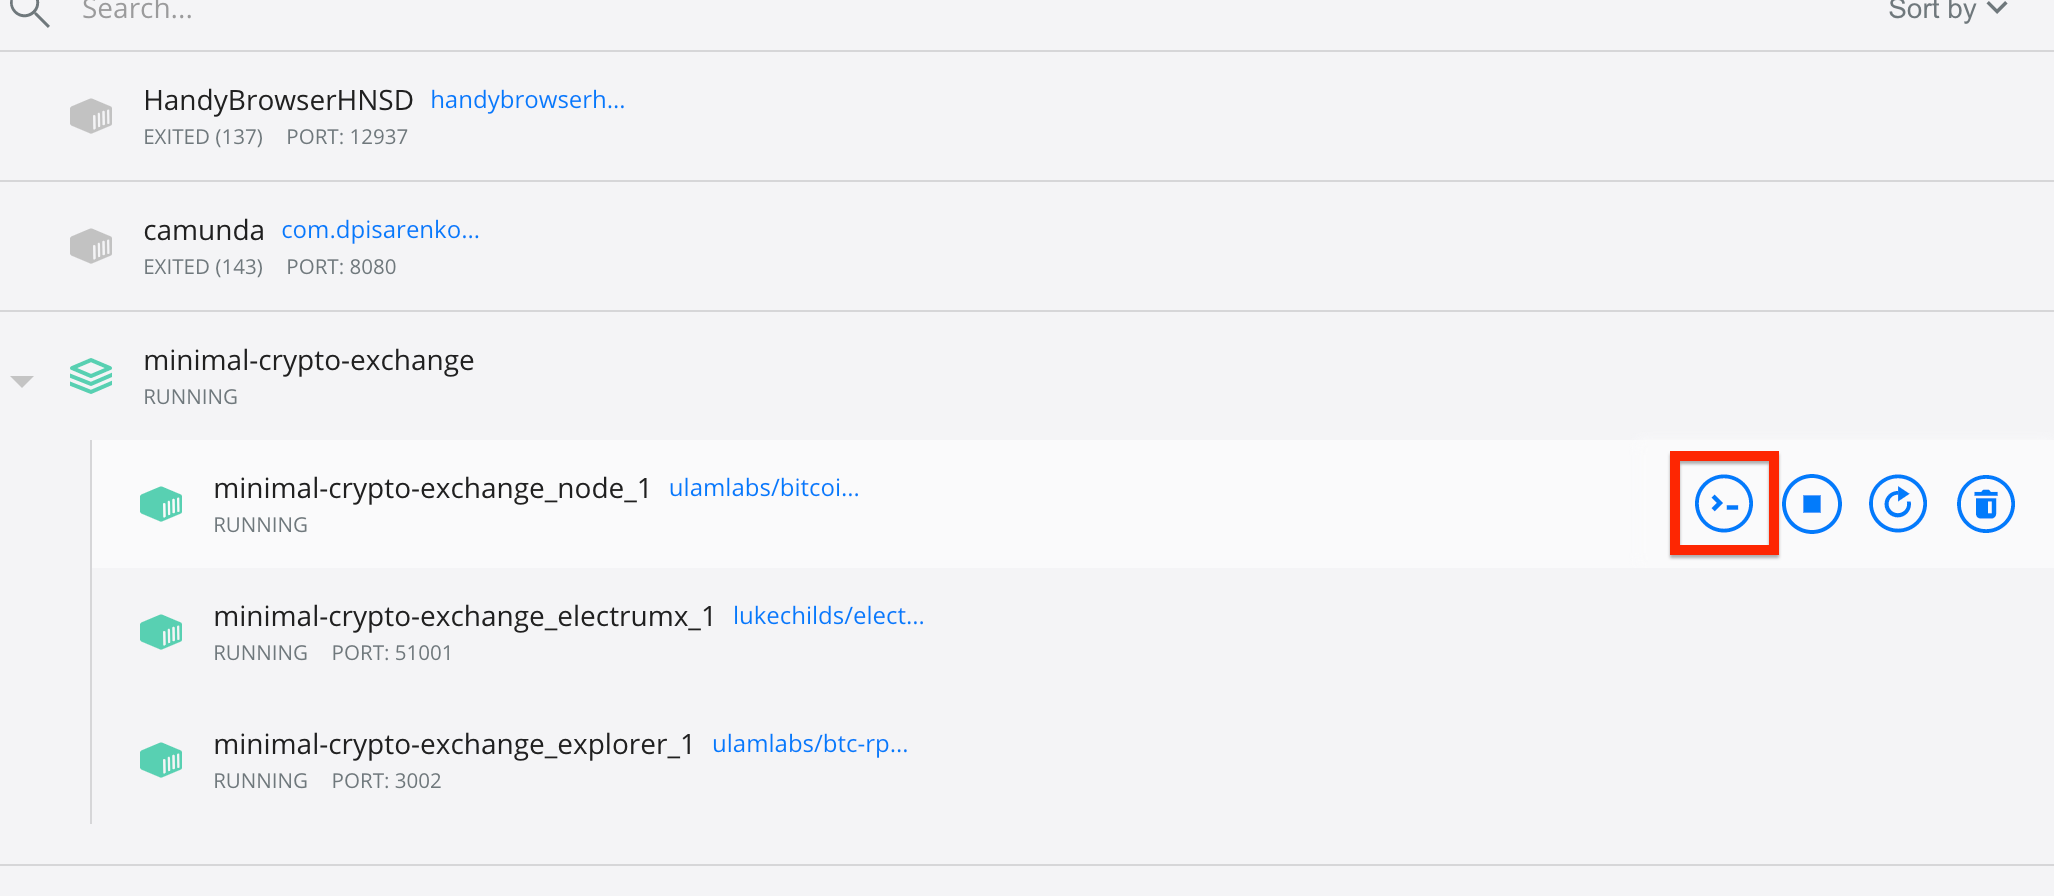 Search... Sort by
HandyBrowserHNSD handybrowserh...
EXITED (137) PORT: 12937
camunda com.dpisarenko...
EXITED (143) PORT: 8080
minimal-crypto-exchange
RUNNING
minimal-crypto-exchange_node_1 ulamlabs/bitcoi...
RUNNING
minimal-crypto-exchange_electrumx_1 lukechilds/elect...
RUNNING PORT: 51001
minimal-crypto-exchange_explorer_1 ulamlabs/btc-rp...
RUNNING PORT: 3002